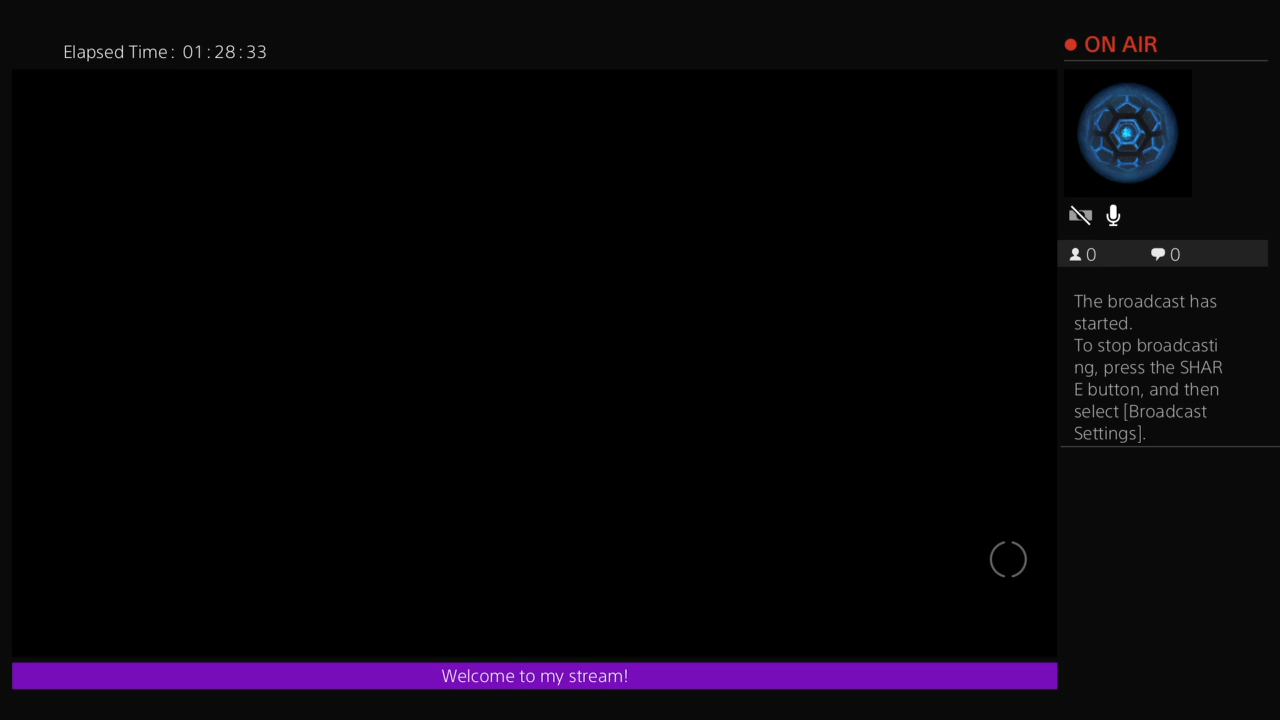 Elapsed Time: 01:28:33
ON AIR
0 0
The broadcast has
started.
To stop broadcasti
ng, press the SHAR
E button, and then
select [Broadcast
Settings].
Welcome to my stream!